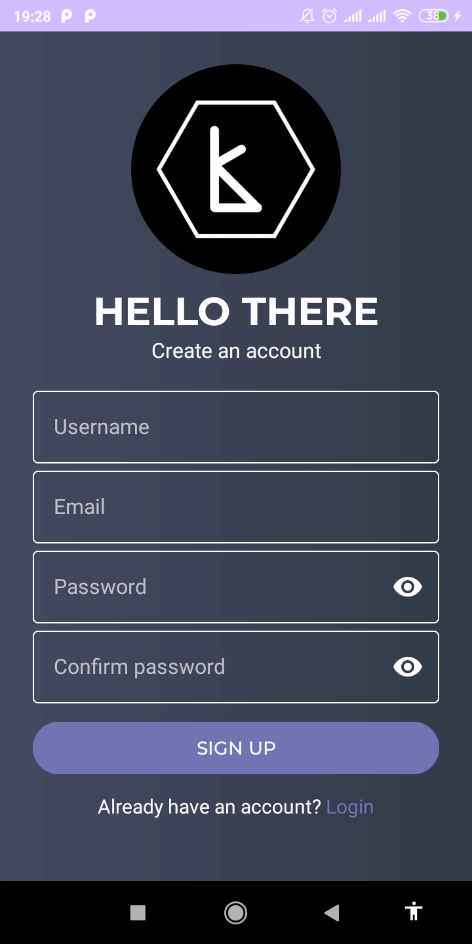 19:28
38
HELLO THERE
Create an account
Username
Email
Password
Confirm password
SIGN UP
Already have an account? Login